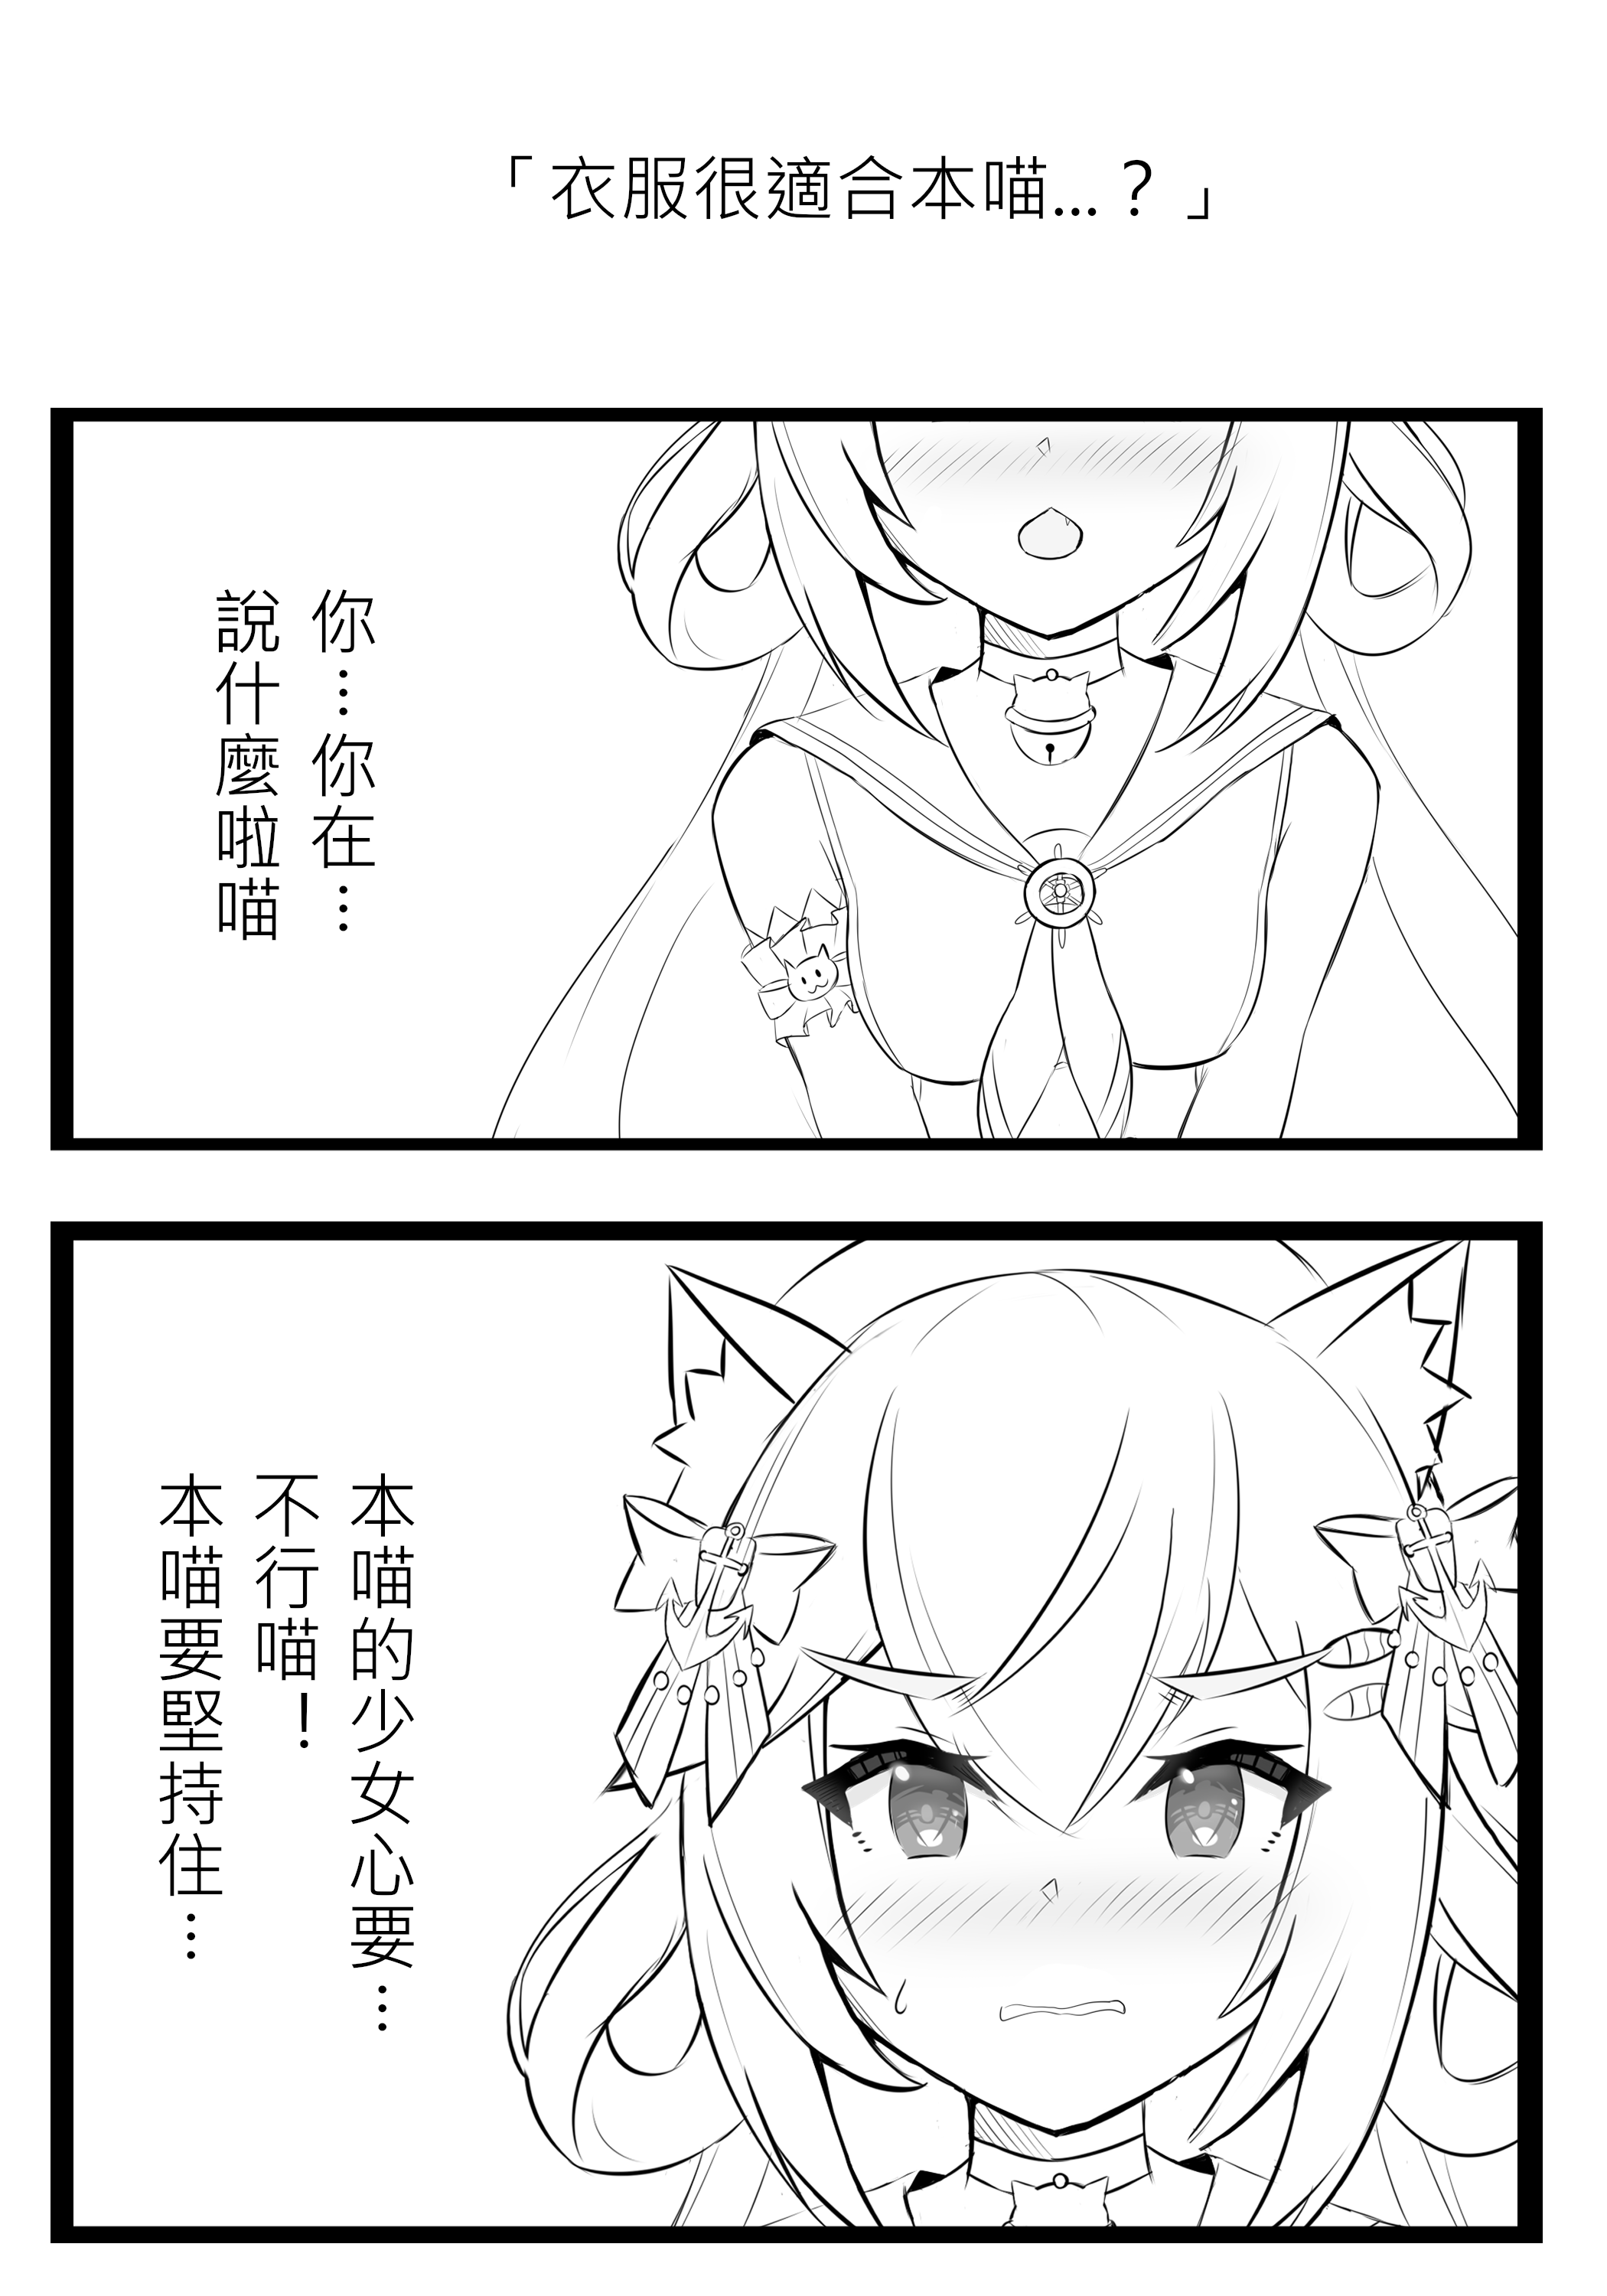 「衣服很適合本喵...？」
你…你在…
說什麼啦喵
本喵的少女心要…
不行喵！
本喵要堅持住…